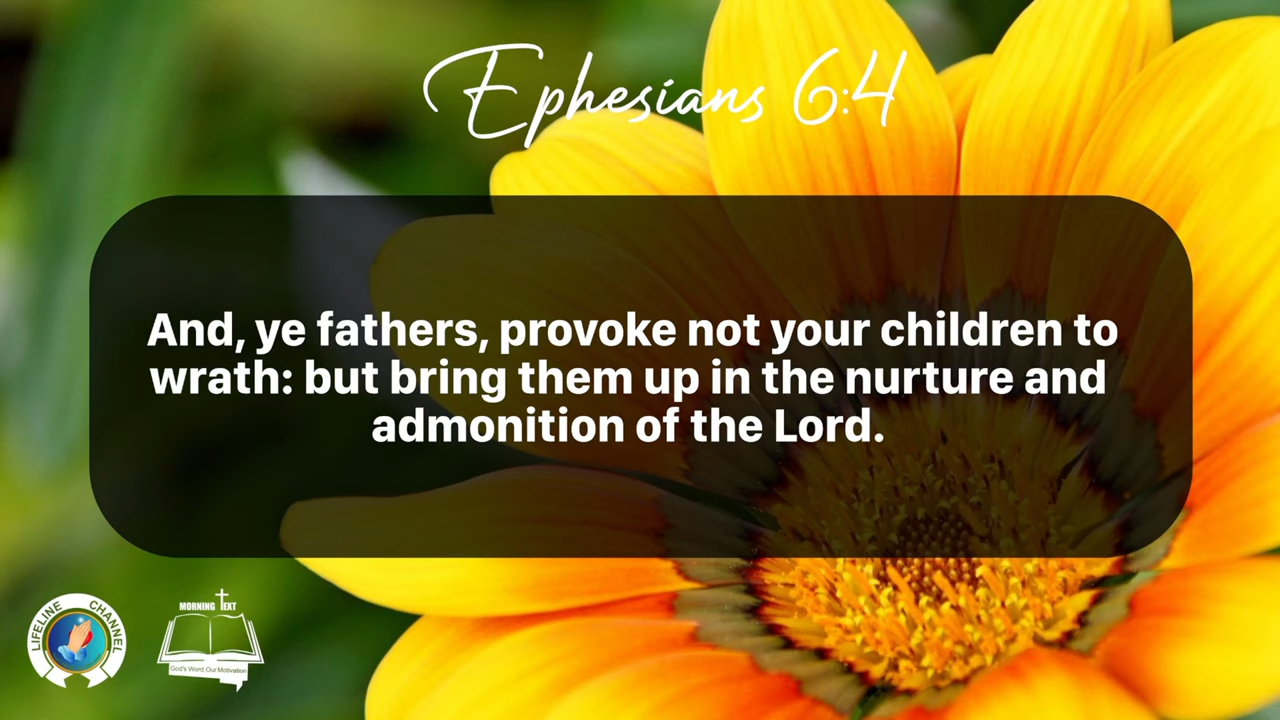 Ephesians 6:4
And, ye fathers, provoke not your children to
wrath: but bring them up in the nurture and
admonition of the Lord.
LIFELINE CHANNEL
MORNING TEXT
God's Word, Our Motivation